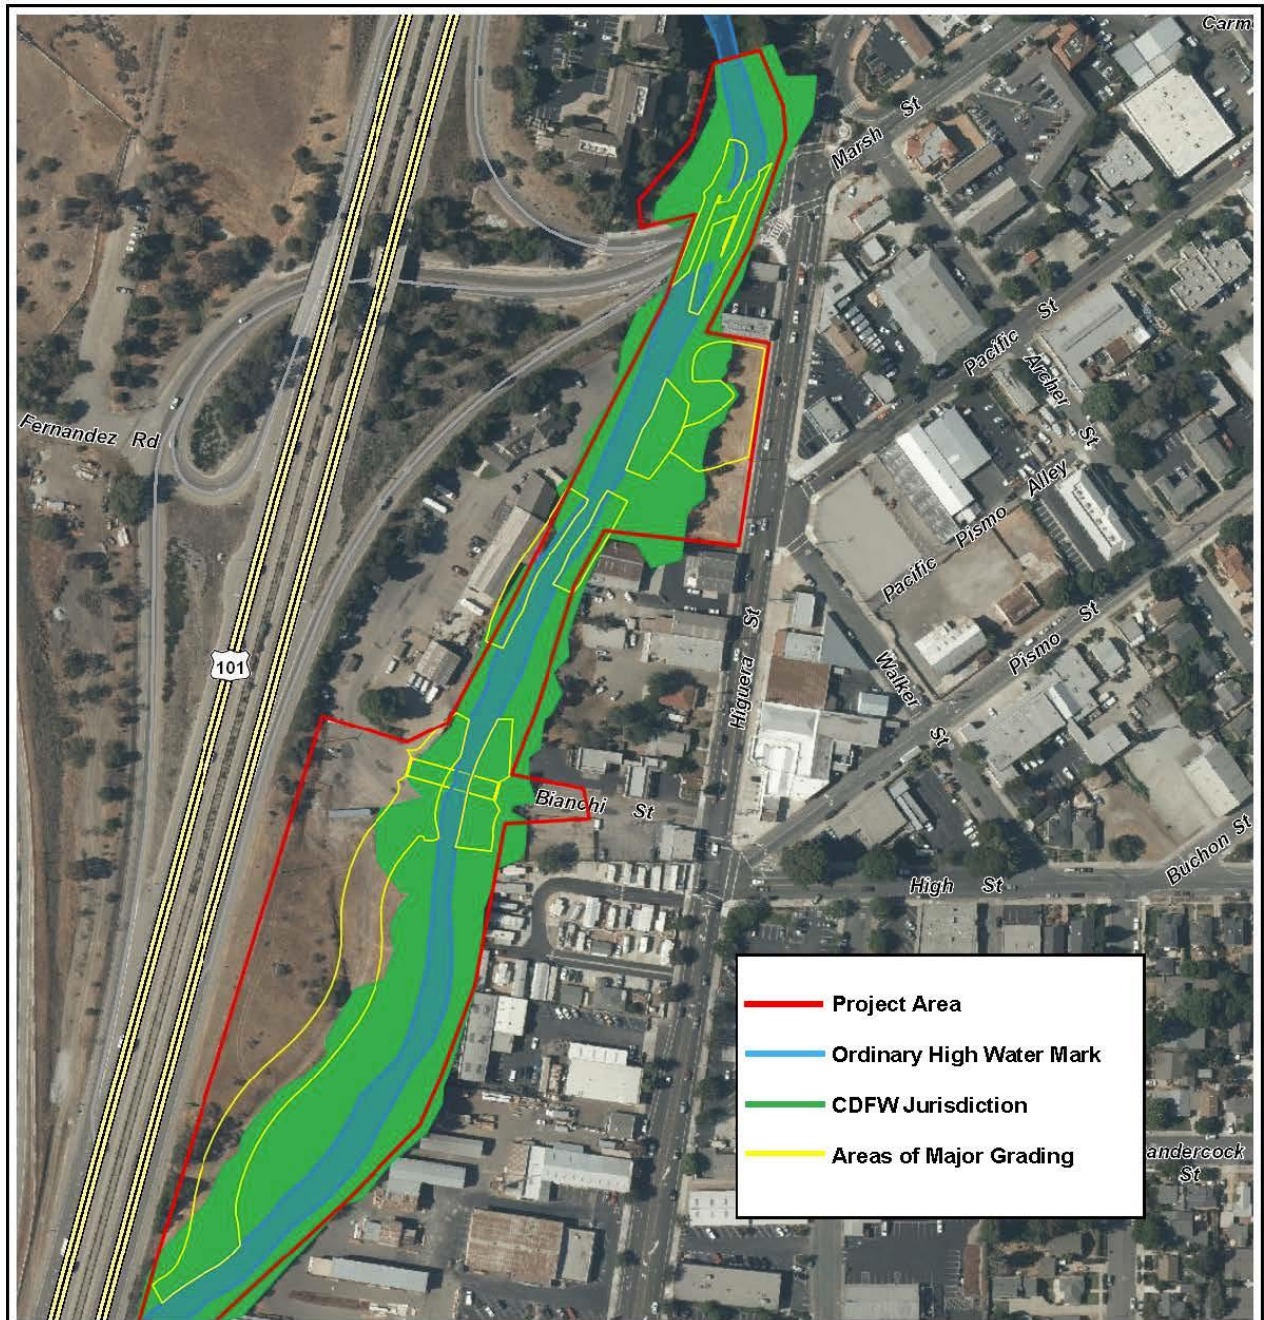 Carm
Marsh St
Pacific St
Archer St
Fernandez Rd
Pacific Pismo Alley
101
Higuera St
Walker St
Pismo St
Bianchi St
Buchon St
High St
Project Area
Ordinary High Water Mark
CDFW Jurisdiction
Areas of Major Grading
andercock
St